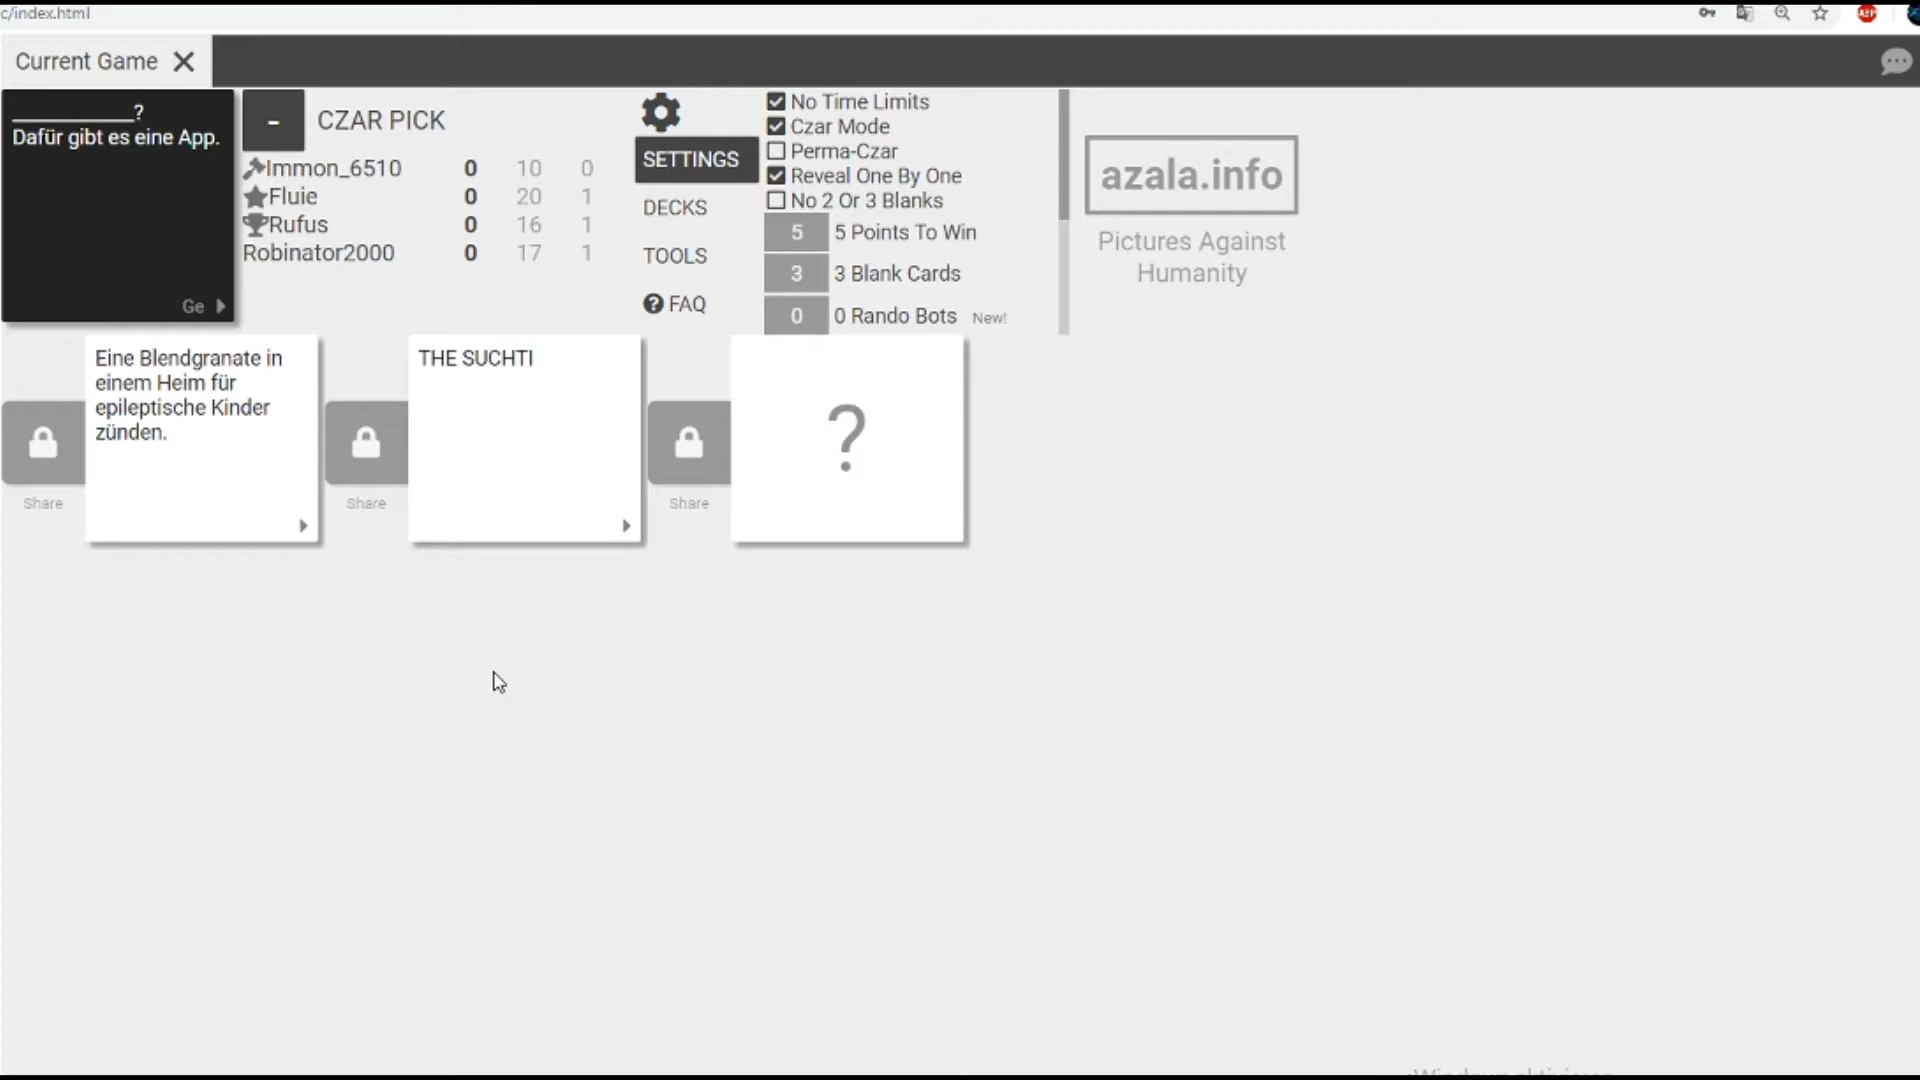 c/index.html
Current Game
___________?
Dafür gibt es eine App.
Ge
-
CZAR PICK
Immon_6510 0 10 0
Fluie 0 20 1
Rufus 0 16 1
Robinator2000 0 17 1
SETTINGS
DECKS
TOOLS
FAQ
No Time Limits
Czar Mode
Perma-Czar
Reveal One By One
No 2 Or 3 Blanks
5 5 Points To Win
3 3 Blank Cards
0 0 Rando Bots New!
azala.info
Pictures Against
Humanity
Share
Eine Blendgranate in
einem Heim für
epileptische Kinder
zünden.
Share
THE SUCHTI
Share
?